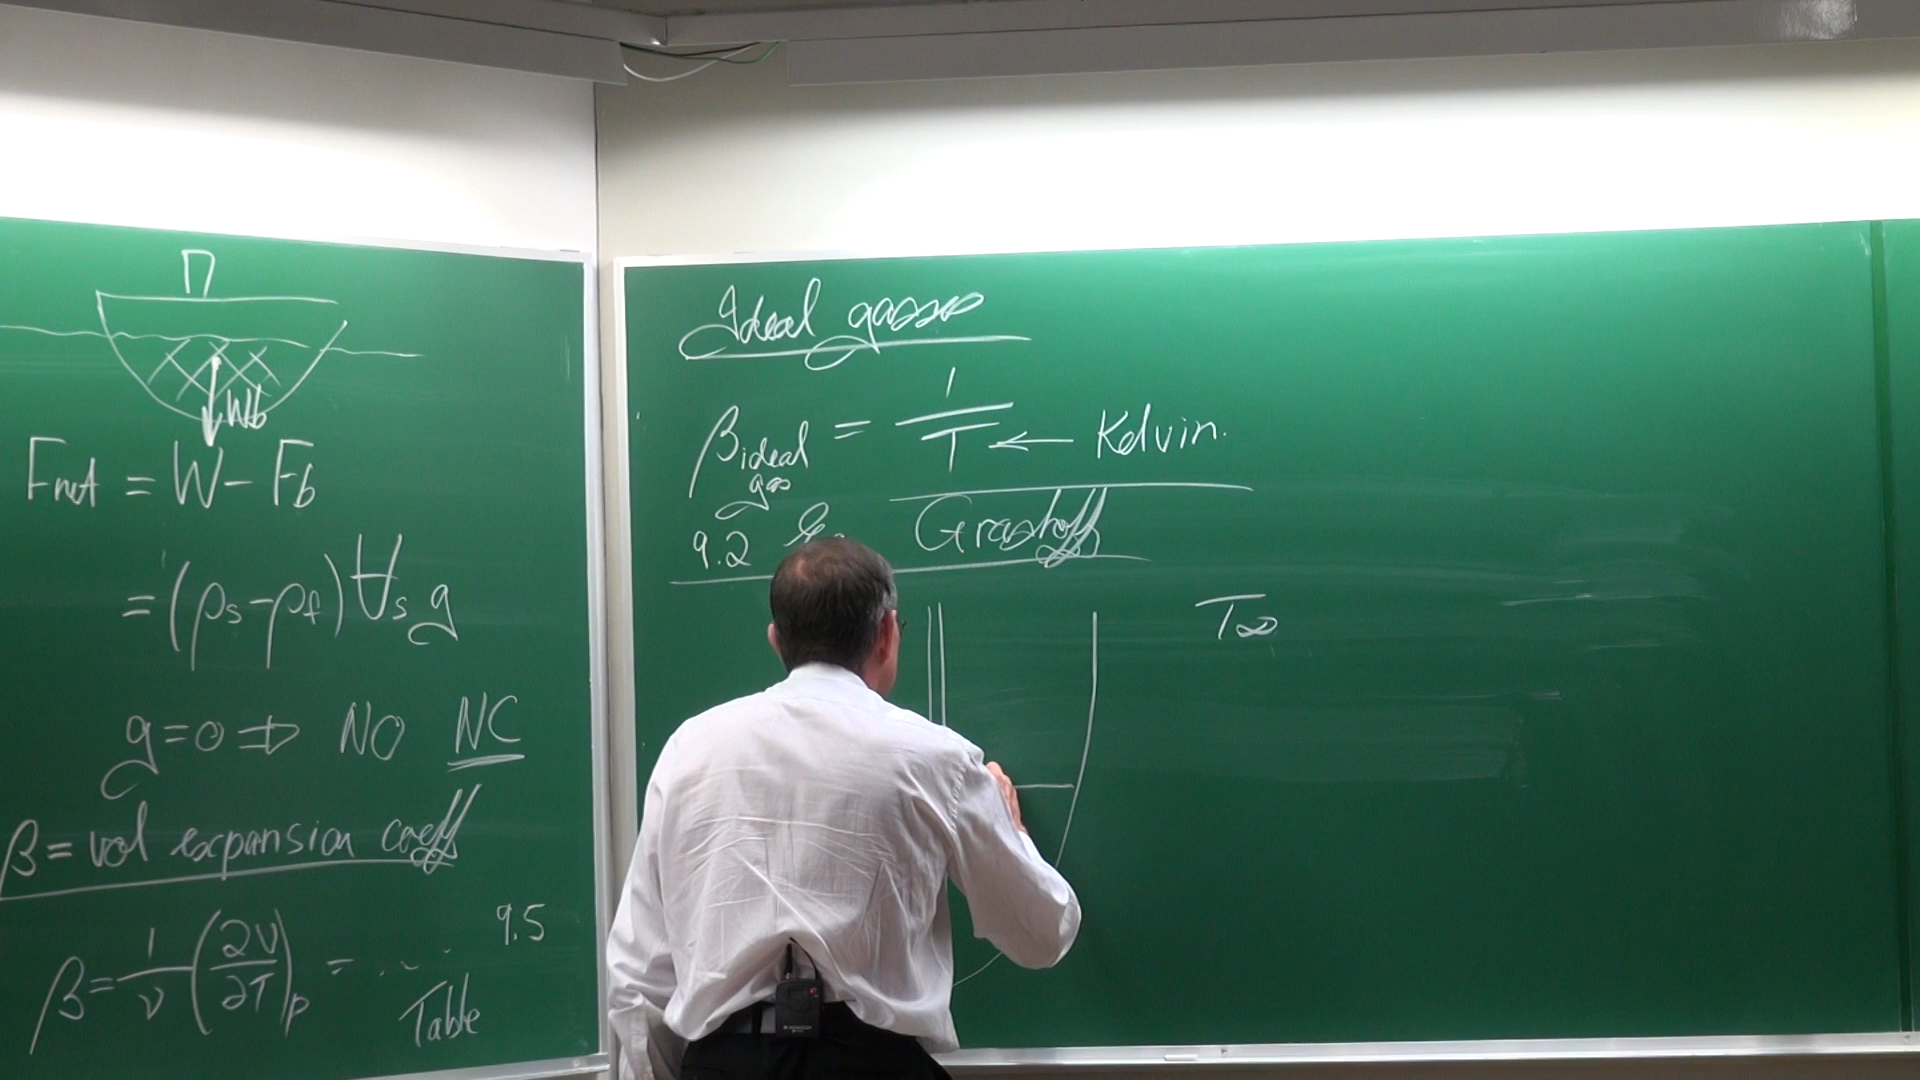 Wb
Fnet = W - Fb
= (ρs - ρf) ∀s g
g = 0 ⇒ NO NC
β = vol expansion coeff
β = 1/ν (∂ν/∂T)p = ....
9.5
Table
Ideal gases
β ideal gas = 1/T ← Kelvin.
9.2 Grashoff
T∞